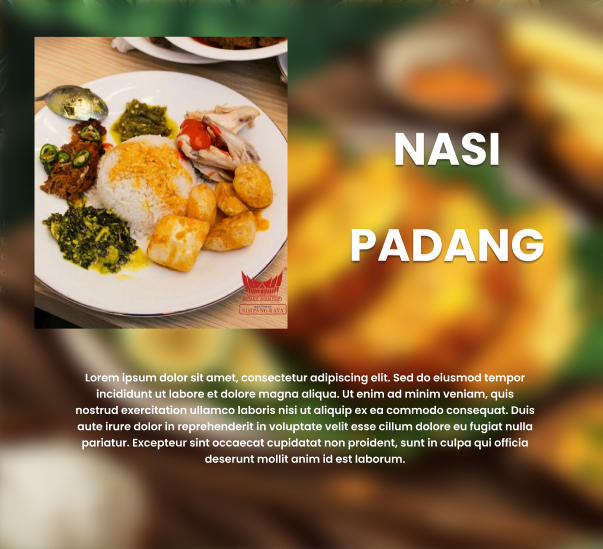 NASI
PADANG
SIMPANG RAYA
Lorem ipsum dolor sit amet, consectetur adipiscing elit. Sed do eiusmod tempor
incididunt ut labore et dolore magna aliqua. Ut enim ad minim veniam, quis
nostrud exercitation ullamco laboris nisi ut aliquip ex ea commodo consequat. Duis
aute irure dolor in reprehenderit in voluptate velit esse cillum dolore eu fugiat nulla
pariatur. Excepteur sint occaecat cupidatat non proident, sunt in culpa qui officia
deserunt mollit anim id est laborum.